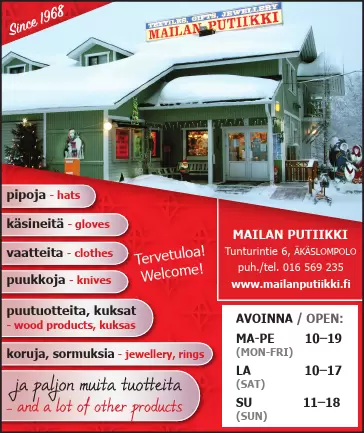 Since 1968
TEXTILES, GIFTS, JEWELLERY
MAILAN PUTIIKKI
pipoja - hats
käsineitä - gloves
vaatteita - clothes
puukkoja - knives
puutuotteita, kuksat
- wood products, kuksas
koruja, sormuksia - jewellery, rings
ja paljon muita tuotteita
- and a lot of other products
Tervetuloa!
Welcome!
MAILAN PUTIIKKI
Tunturintie 6, ÄKÄSLOMPOLO
puh./tel. 016 569 235
www.mailanputiikki.fi
AVOINNA / OPEN:
MA-PE 10–19
(MON-FRI)
LA 10–17
(SAT)
SU 11–18
(SUN)